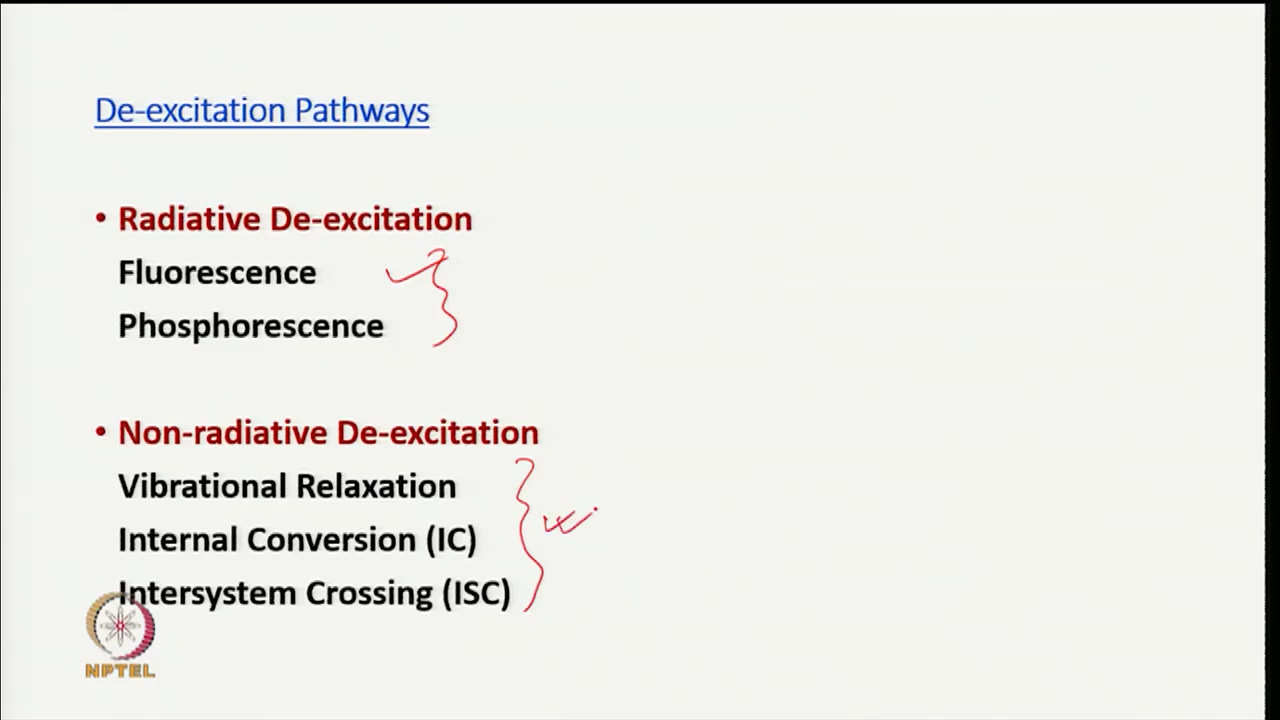 De-excitation Pathways
• Radiative De-excitation
Fluorescence
Phosphorescence
• Non-radiative De-excitation
Vibrational Relaxation
Internal Conversion (IC)
Intersystem Crossing (ISC)
NPTEL